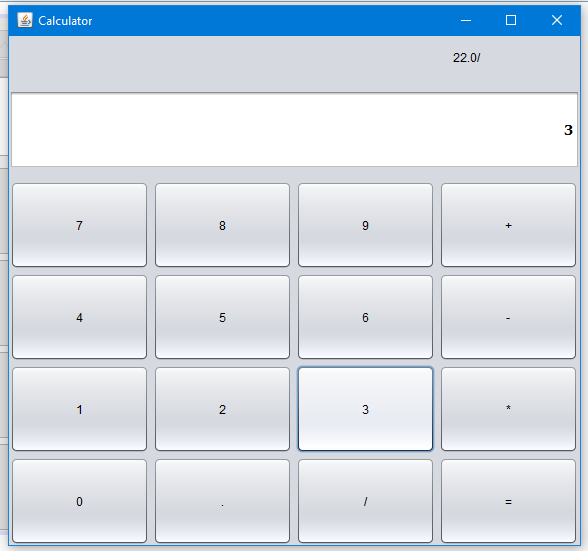 Calculator
22.0/
3
7 8 9 +
4 5 6 -
1 2 3 *
0 . / =